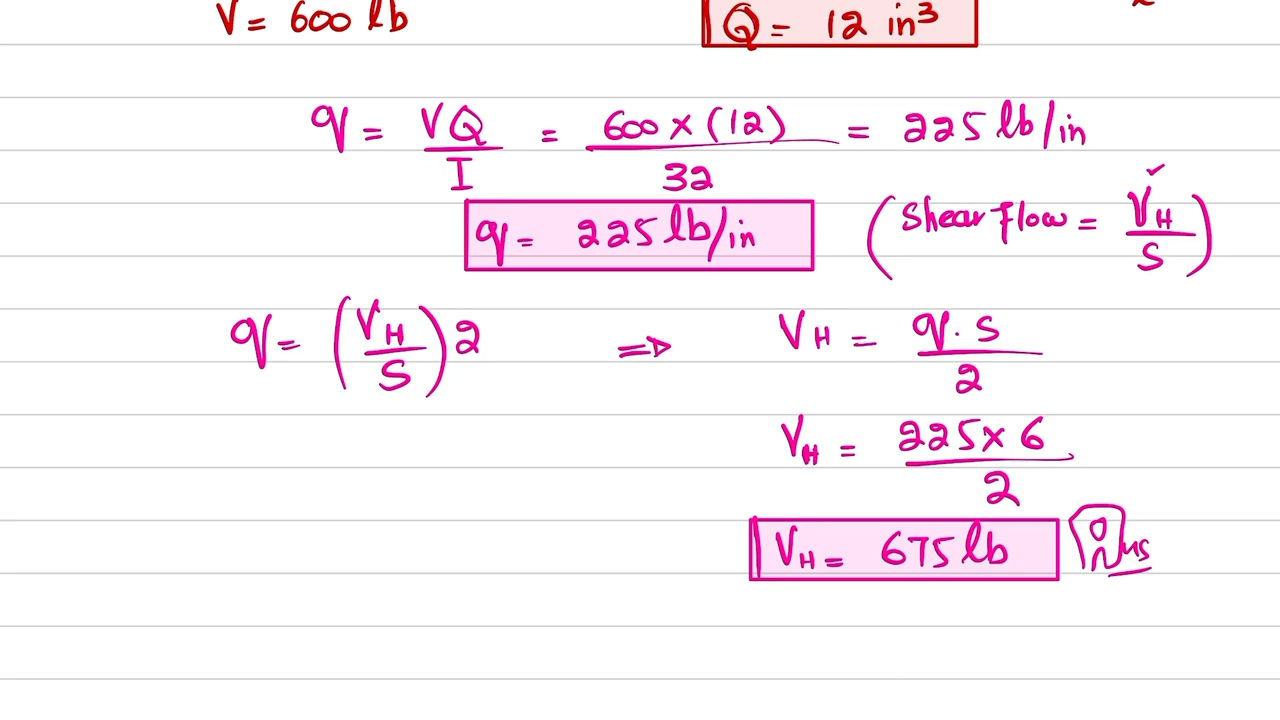 V = 600 lb
Q = 12 in³
q = VQ/I = 600 × (12)/32 = 225 lb/in
q = 225 lb/in (Shear Flow = V_H/S)
q = (V_H/S)2 ⇒ V_H = q·s/2
V_H = 225 × 6/2
V_H = 675 lb